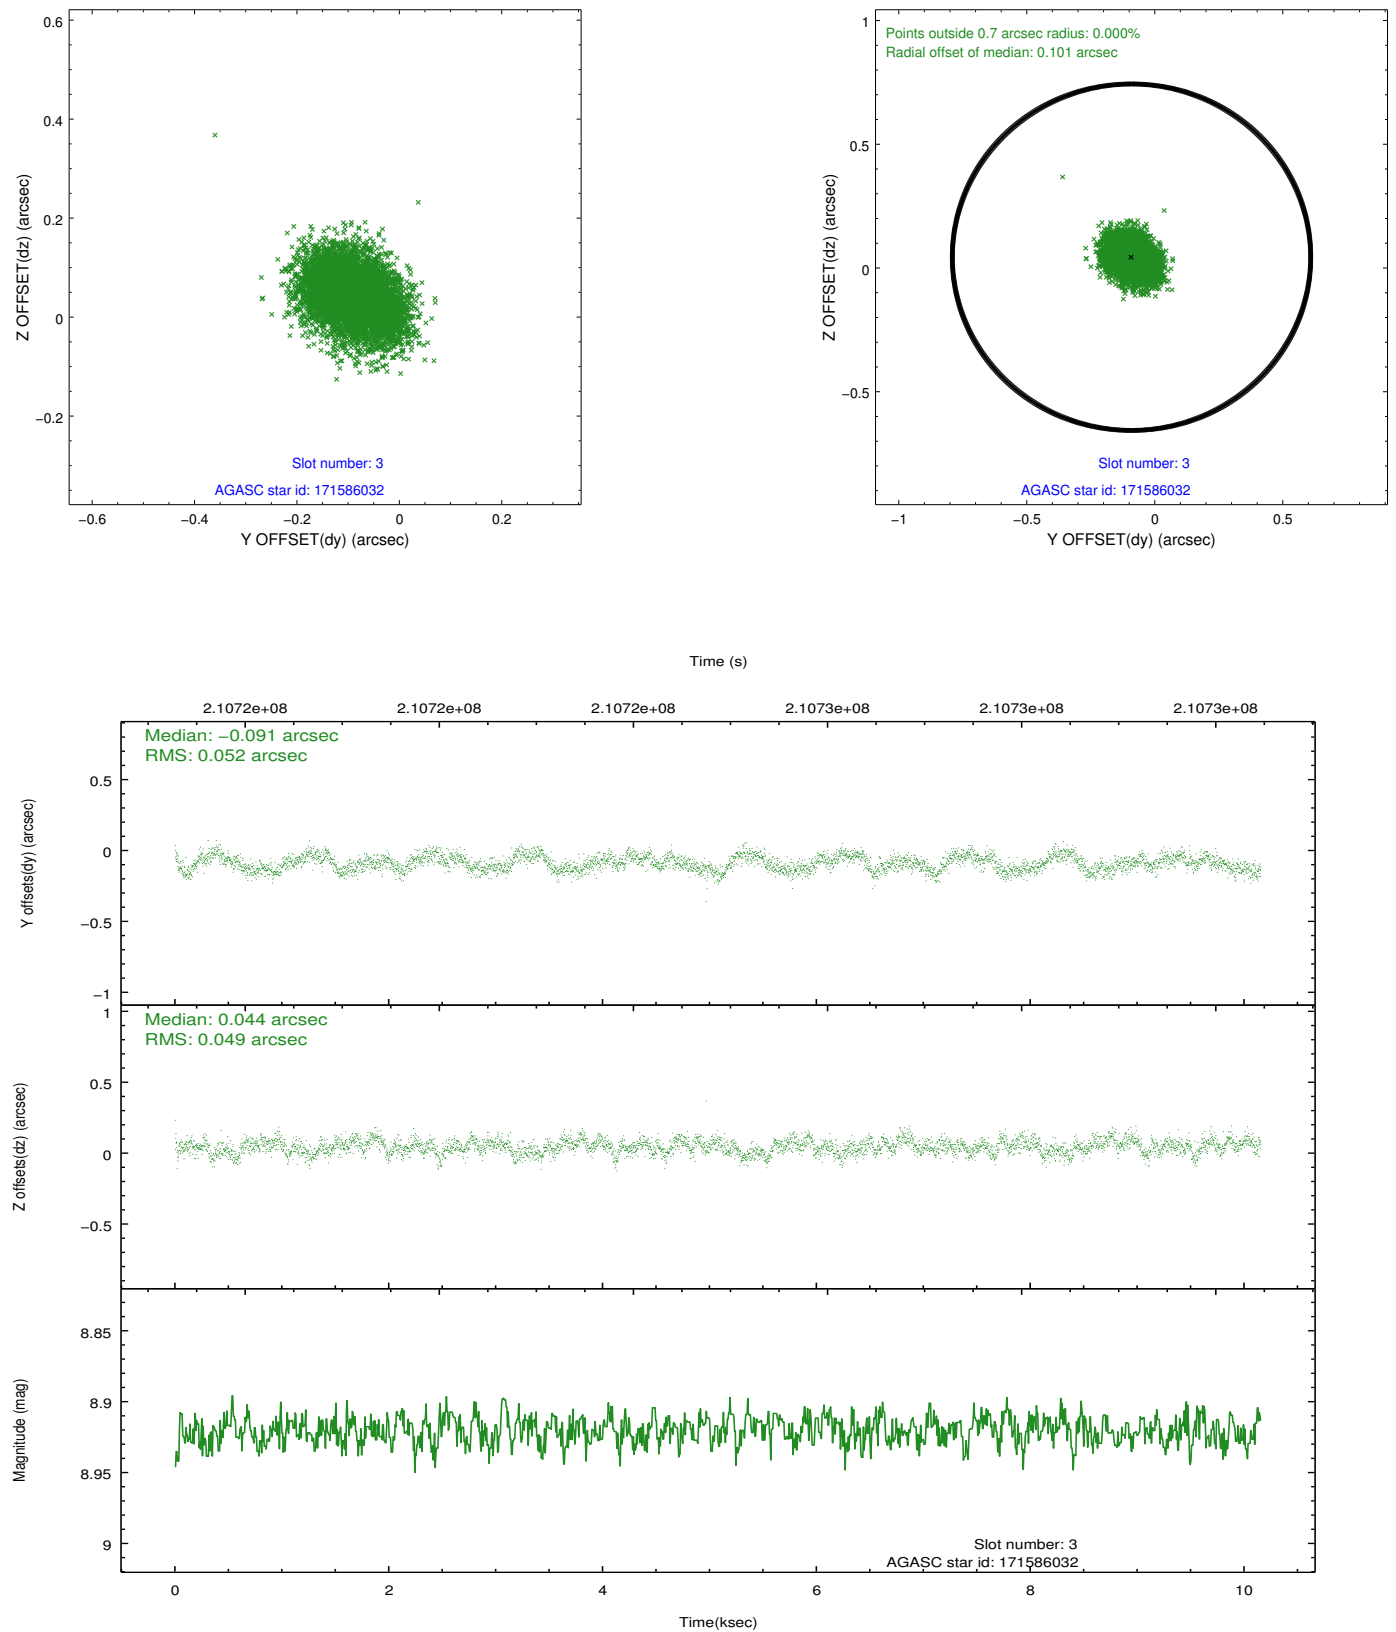 0.6
0.4
0.2
0
−0.2
Z OFFSET(dz) (arcsec)
Slot number: 3
AGASC star id: 171586032
−0.6 −0.4 −0.2 0 0.2
Y OFFSET(dy) (arcsec)
Points outside 0.7 arcsec radius: 0.000%
Radial offset of median: 0.101 arcsec
1
0.5
0
−0.5
Z OFFSET(dz) (arcsec)
Slot number: 3
AGASC star id: 171586032
−1 −0.5 0 0.5
Y OFFSET(dy) (arcsec)
Time (s)
2.1072e+08 2.1072e+08 2.1072e+08 2.1073e+08 2.1073e+08 2.1073e+08
Median: −0.091 arcsec
RMS: 0.052 arcsec
0.5
0
−0.5
−1
Y offsets(dy) (arcsec)
Median: 0.044 arcsec
RMS: 0.049 arcsec
1
0.5
0
−0.5
Z offsets(dz) (arcsec)
8.85
8.9
8.95
9
Magnitude (mag)
Slot number: 3
AGASC star id: 171586032
0 2 4 6 8 10
Time(ksec)